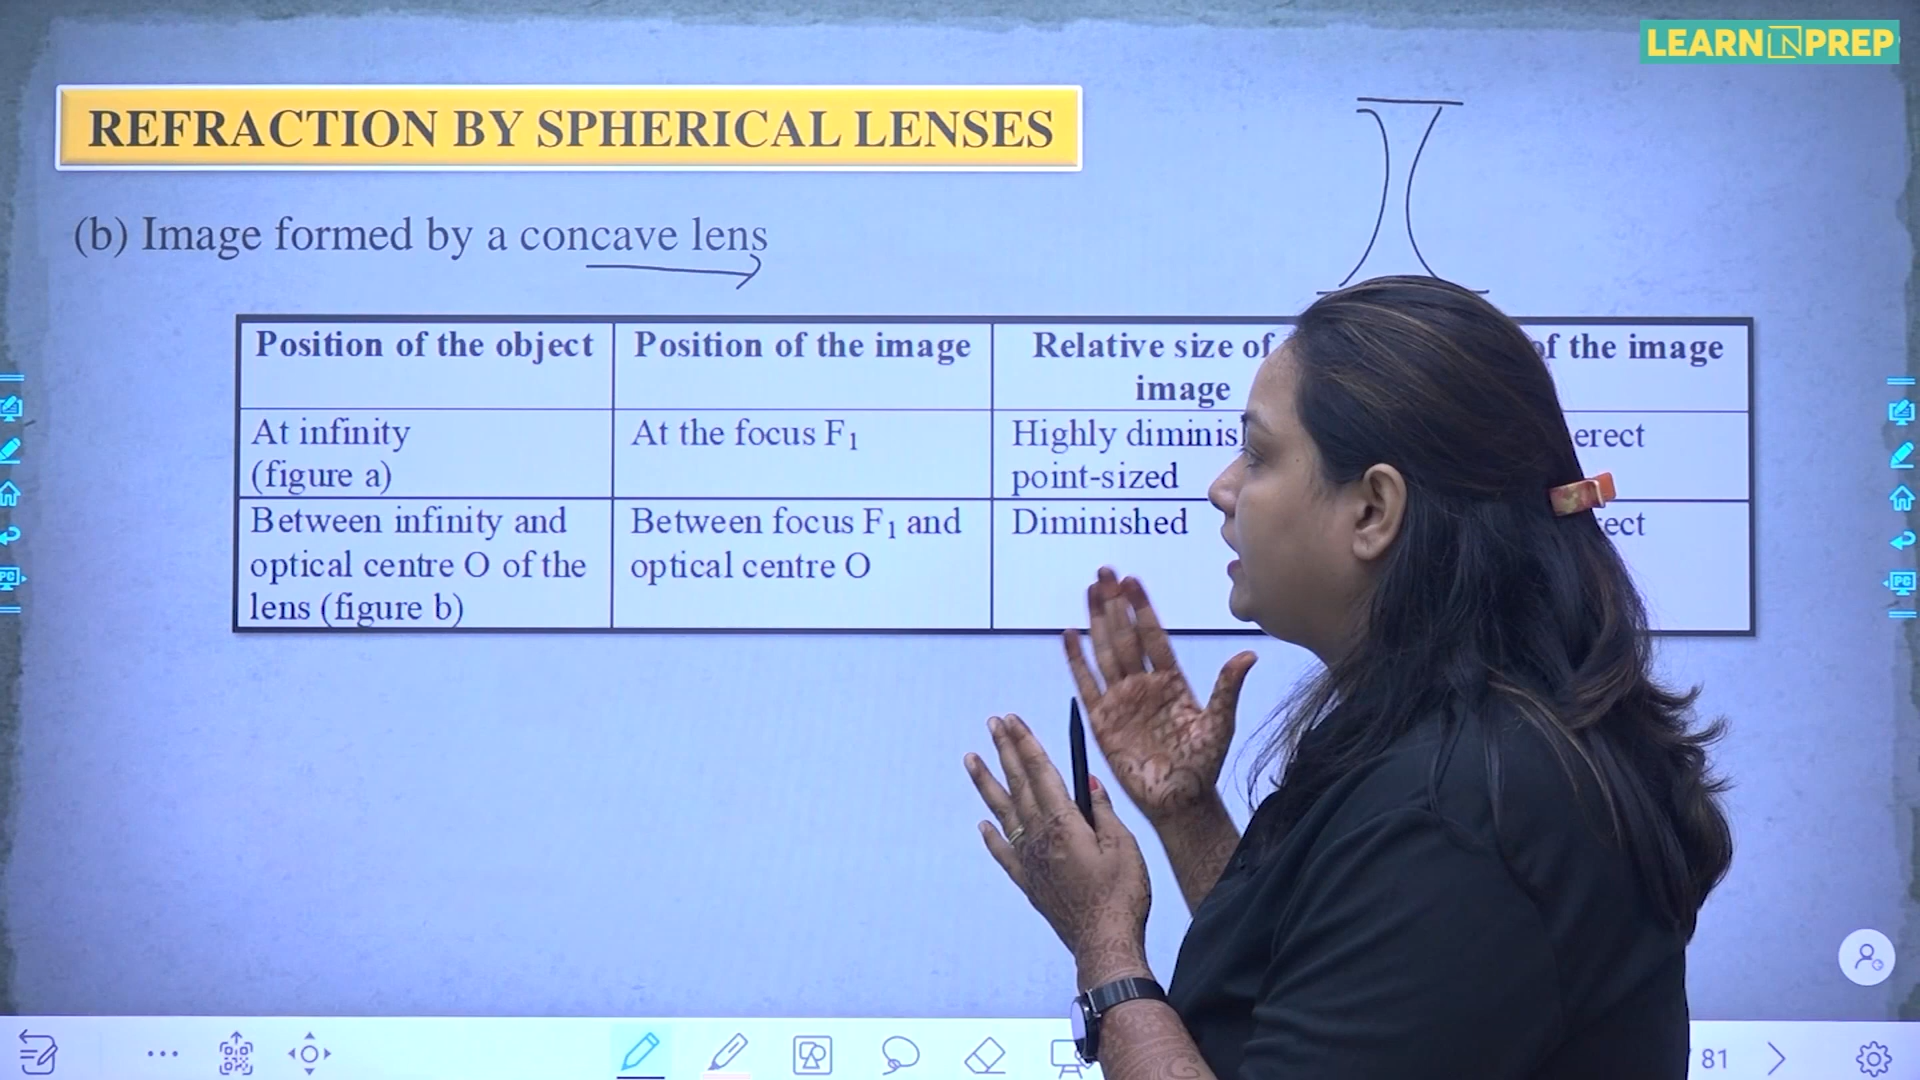 LEARN N PREP
REFRACTION BY SPHERICAL LENSES
(b) Image formed by a concave lens
Position of the object
Position of the image
Relative size of
image
of the image
At infinity
(figure a)
At the focus F₁
Highly diminis
point-sized
erect
Between infinity and
optical centre O of the
lens (figure b)
Between focus F₁ and
optical centre O
Diminished
ect
PC
PC
81